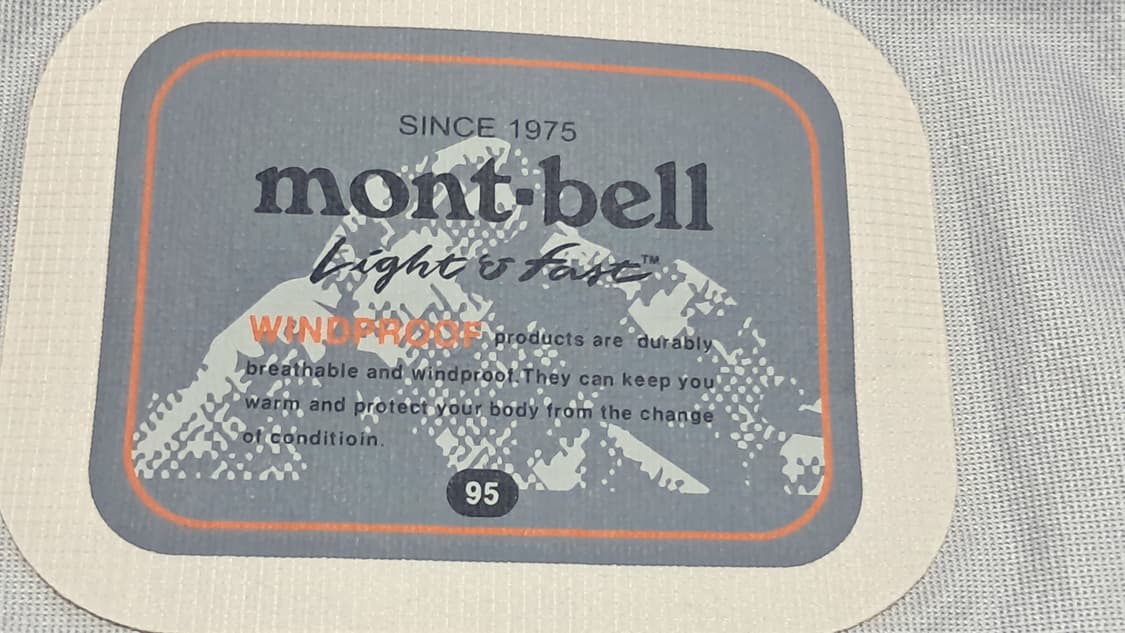 SINCE 1975
mont-bell
Light & fast™
WINDPROOF products are durably
breathable and windproof.They can keep you
warm and protect your body from the change
of conditioin.
95